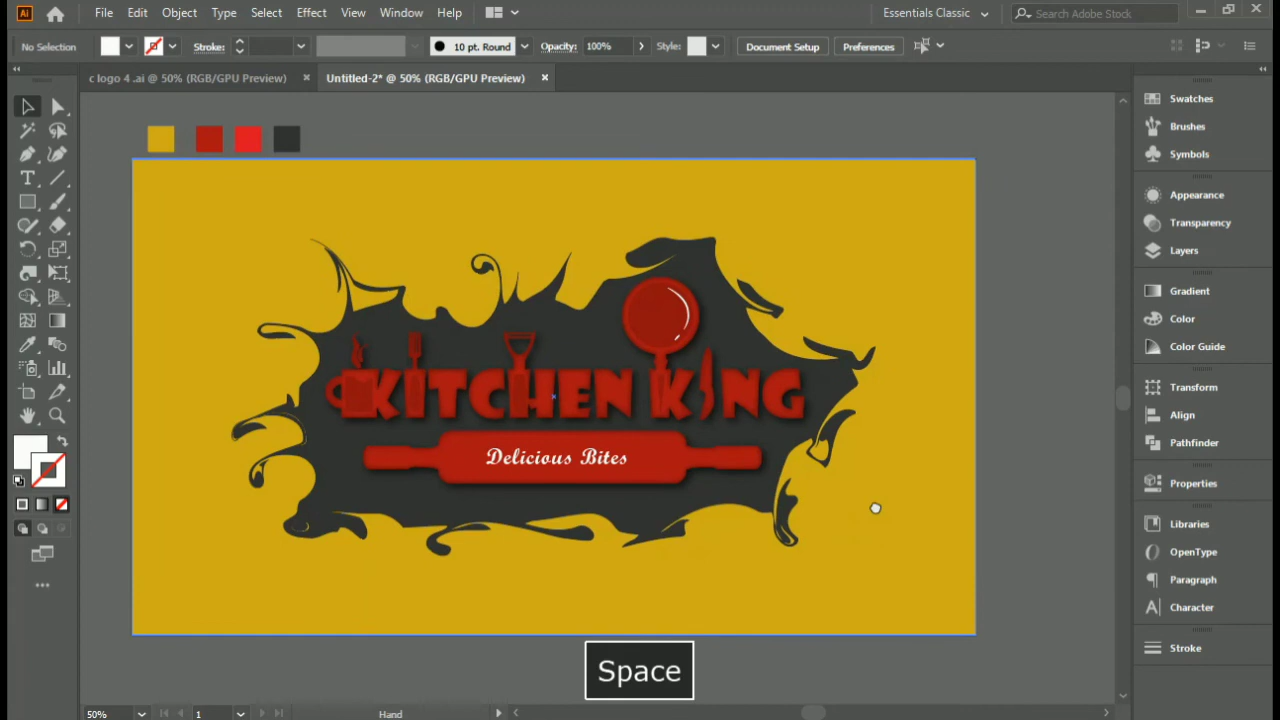 Ai File Edit Object Type Select Effect View Window Help Essentials Classic Search Adobe Stock
No Selection Stroke: 10 pt. Round Opacity: 100% Style: Document Setup Preferences
c logo 4 .ai @ 50% (RGB/GPU Preview) × Untitled-2* @ 50% (RGB/GPU Preview) ×
Swatches
Brushes
Symbols
Appearance
Transparency
Layers
Gradient
Color
Color Guide
Transform
Align
Pathfinder
Properties
Libraries
OpenType
Paragraph
Character
Stroke
KITCHEN KING
Delicious Bites
Space
50% 1 Hand